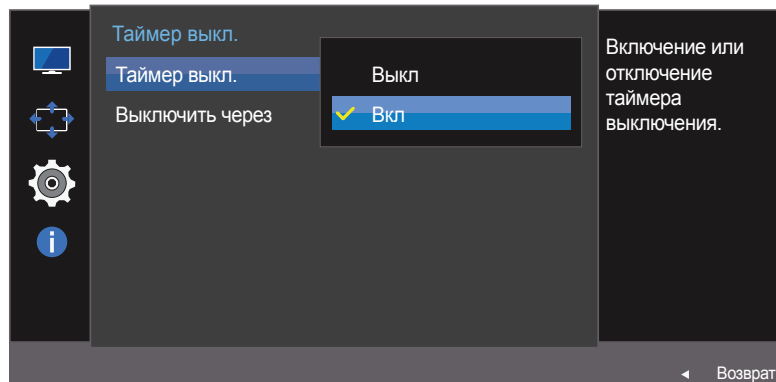 Таймер выкл.
Таймер выкл.
Выключить через
Выкл
Вкл
Включение или
отключение
таймера
выключения.
Возврат